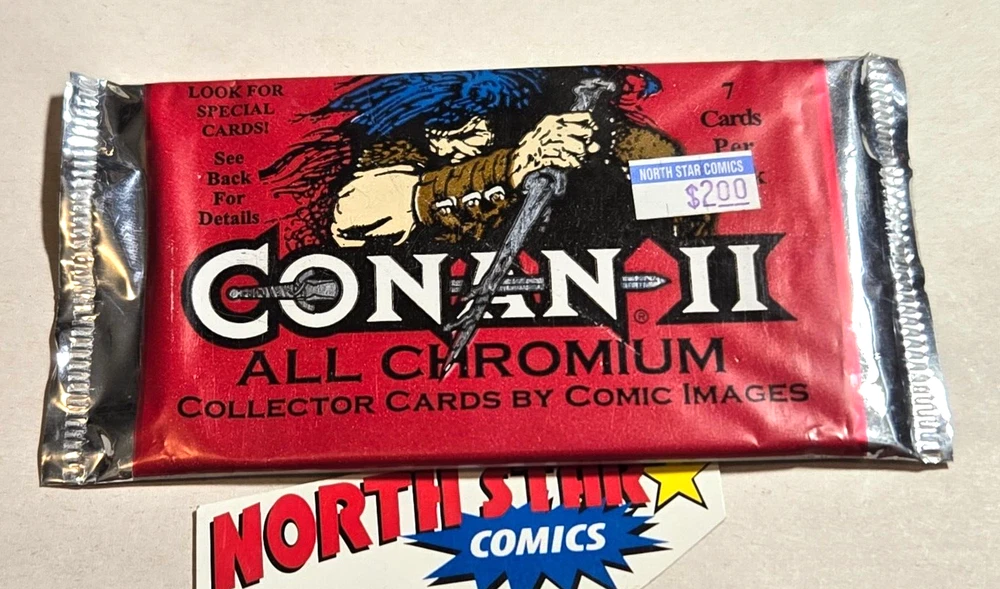 LOOK FOR
SPECIAL
CARDS!
See
Back
For
Details
7
Cards
Per
NORTH STAR COMICS
$2.00
CONAN II
®
ALL CHROMIUM
COLLECTOR CARDS BY COMIC IMAGES
NORTH STAR
COMICS